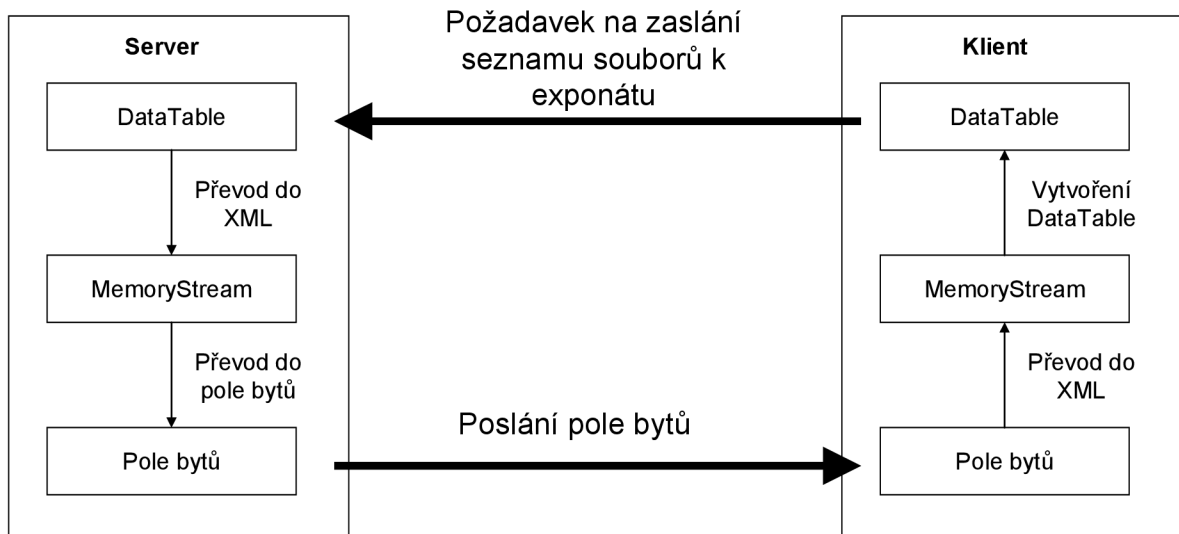 Server
DataTable
Převod do
XML
MemoryStream
Převod do
pole bytů
Pole bytů
Požadavek na zaslání
seznamu souborů k
exponátu
Poslání pole bytů
Klient
DataTable
Vytvoření
DataTable
MemoryStream
Převod do
XML
Pole bytů